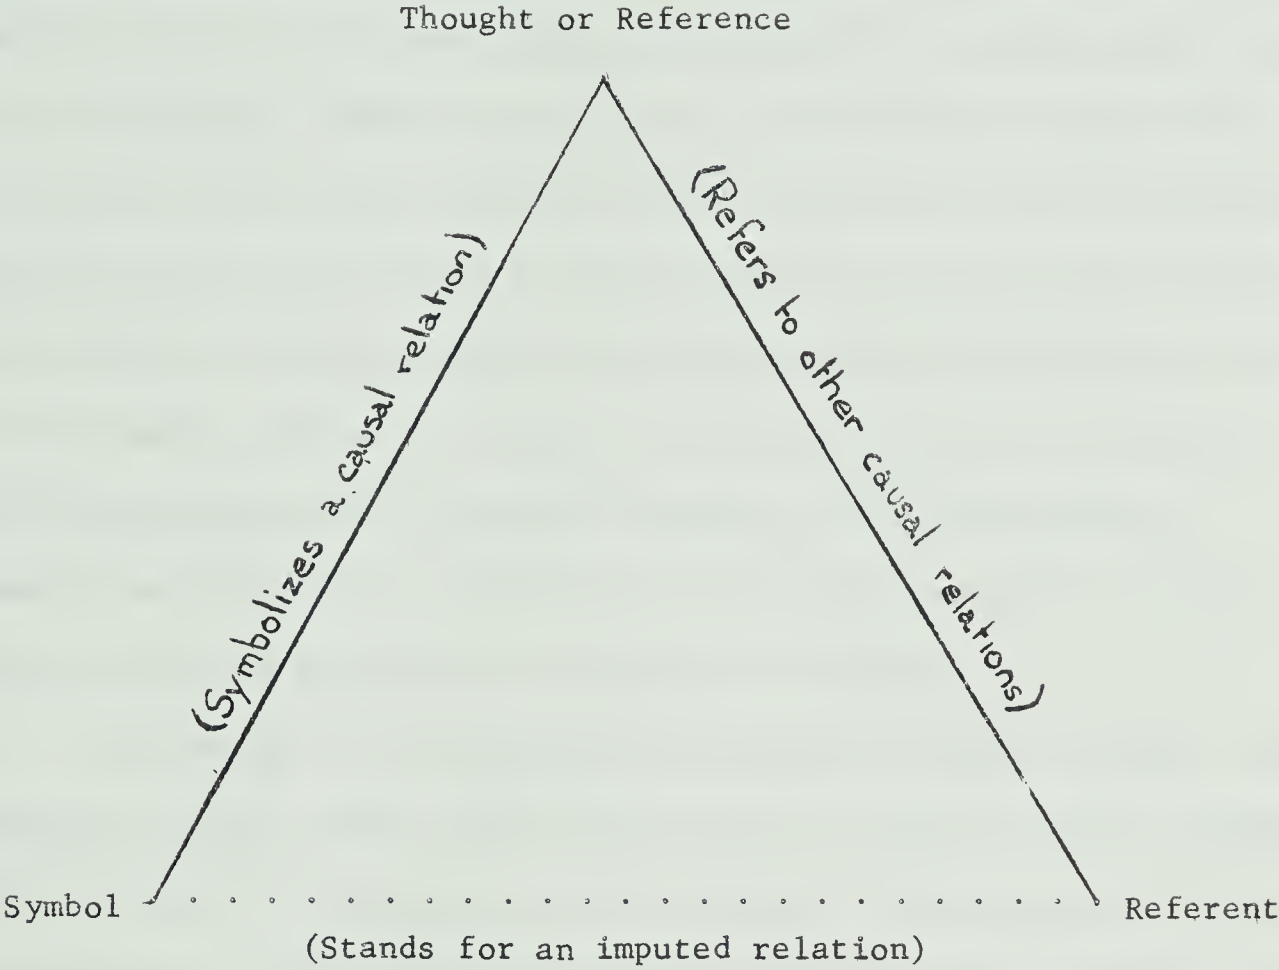 Thought or Reference
(Symbolizes a causal relation)
(Refers to other causal relations)
Symbol
Referent
(Stands for an imputed relation)